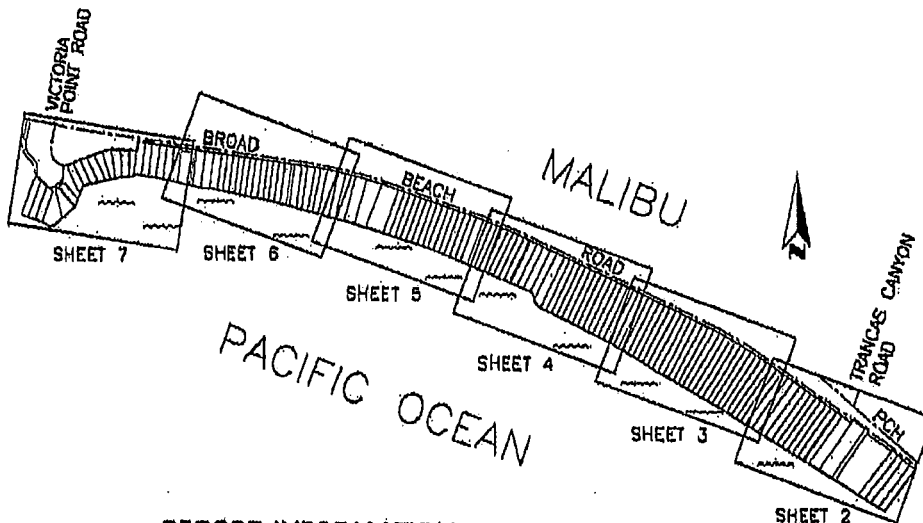 VICTORIA
POINT ROAD
BROAD
BEACH
ROAD
MALIBU
N
TRANCAS CANYON
ROAD
PCH
SHEET 7
SHEET 6
SHEET 5
SHEET 4
SHEET 3
SHEET 2
PACIFIC OCEAN